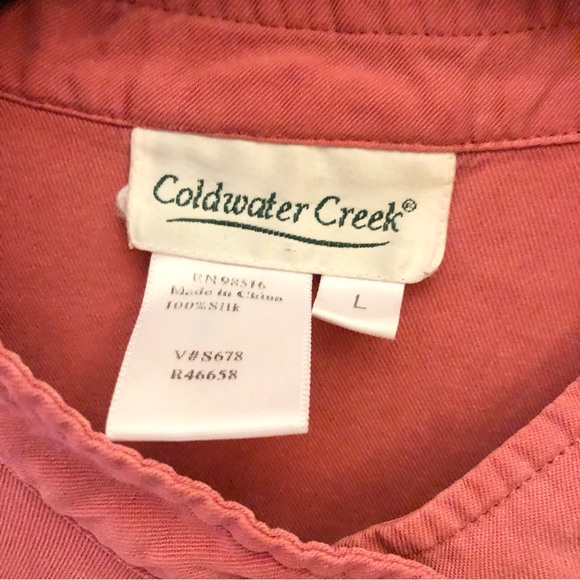 Coldwater Creek®
RN 98516
Made in China
100% Silk
L
V#S678
R46658